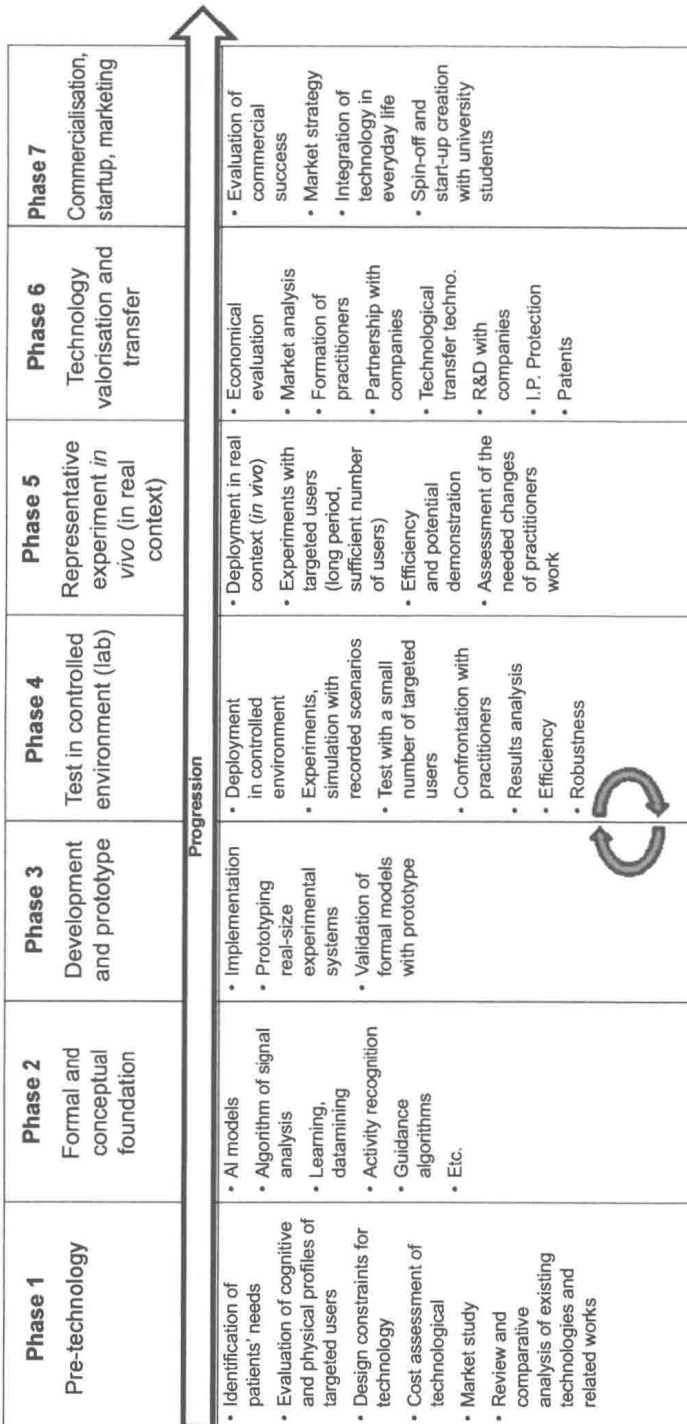 Phase 1
Pre-technology
Phase 2
Formal and
conceptual
foundation
Phase 3
Development
and prototype
Phase 4
Test in controlled
environment (lab)
Phase 5
Representative
experiment in
vivo (in real
context)
Phase 6
Technology
valorisation and
transfer
Phase 7
Commercialisation,
startup, marketing
Progression
• Identification of
patients' needs
• Evaluation of cognitive
and physical profiles of
targeted users
• Design constraints for
technology
• Cost assessment of
technological
• Market study
• Review and
comparative
analysis of existing
technologies and
related works
• AI models
• Algorithm of signal
analysis
• Learning,
datamining
• Activity recognition
• Guidance
algorithms
• Etc.
• Implementation
• Prototyping
real-size
experimental
systems
• Validation of
formal models
with prototype
• Deployment
in controlled
environment
• Experiments,
simulation with
recorded scenarios
• Test with a small
number of targeted
users
• Confrontation with
practitioners
• Results analysis
• Efficiency
• Robustness
• Deployment in real
context (in vivo)
• Experiments with
targeted users
(long period,
sufficient number
of users)
• Efficiency
and potential
demonstration
• Assessment of the
needed changes
of practitioners
work
• Economical
evaluation
• Market analysis
• Formation of
practitioners
• Partnership with
companies
• Technological
transfer techno.
• R&D with
companies
• I.P. Protection
• Patents
• Evaluation of
commercial
success
• Market strategy
• Integration of
technology in
everyday life
• Spin-off and
start-up creation
with university
students